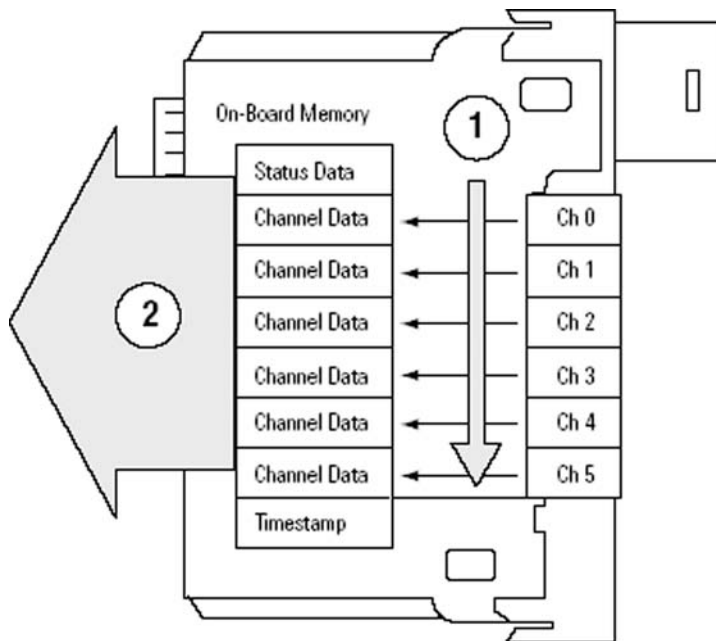 On-Board Memory
1
Status Data
Channel Data
Ch 0
Channel Data
Ch 1
Channel Data
Ch 2
2
Channel Data
Ch 3
Channel Data
Ch 4
Channel Data
Ch 5
Timestamp